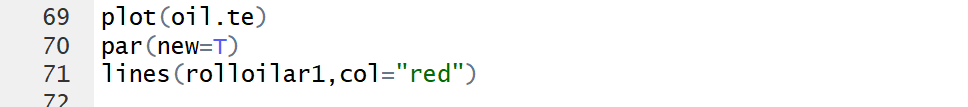 69 plot(oil.te)
70 par(new=T)
71 lines(rolloilar1,col="red")
72